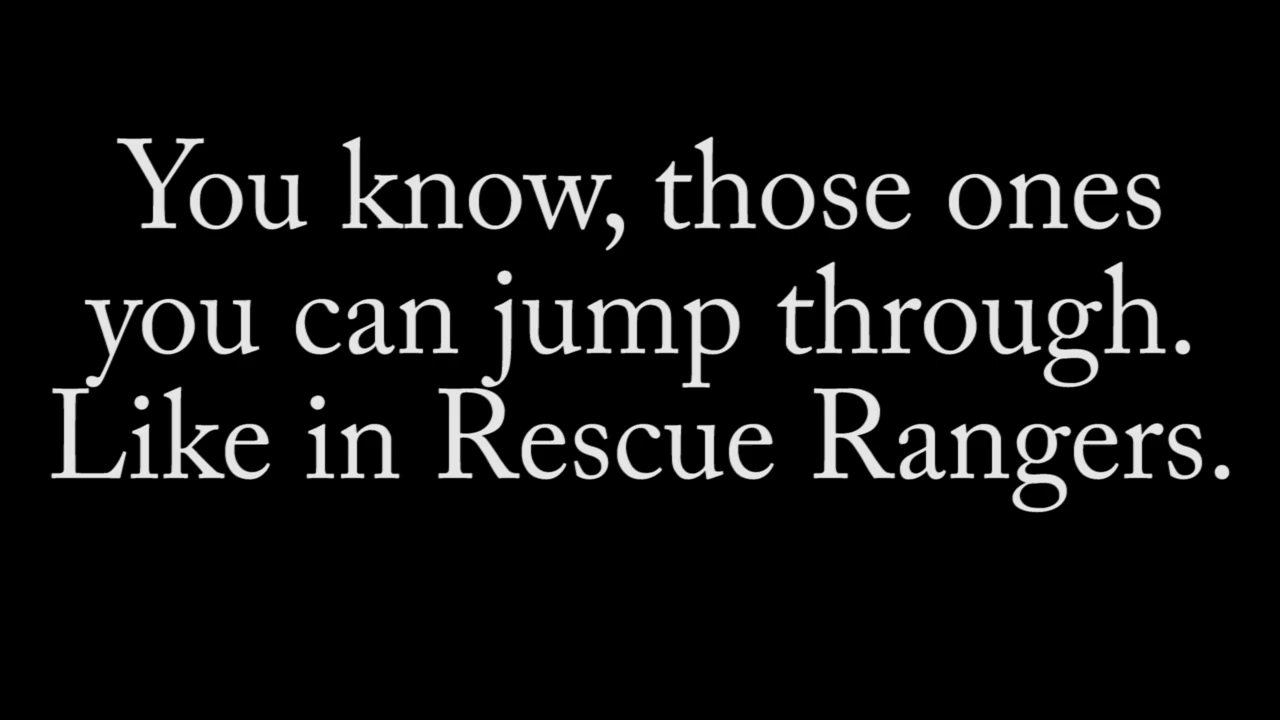 You know, those ones
you can jump through.
Like in Rescue Rangers.